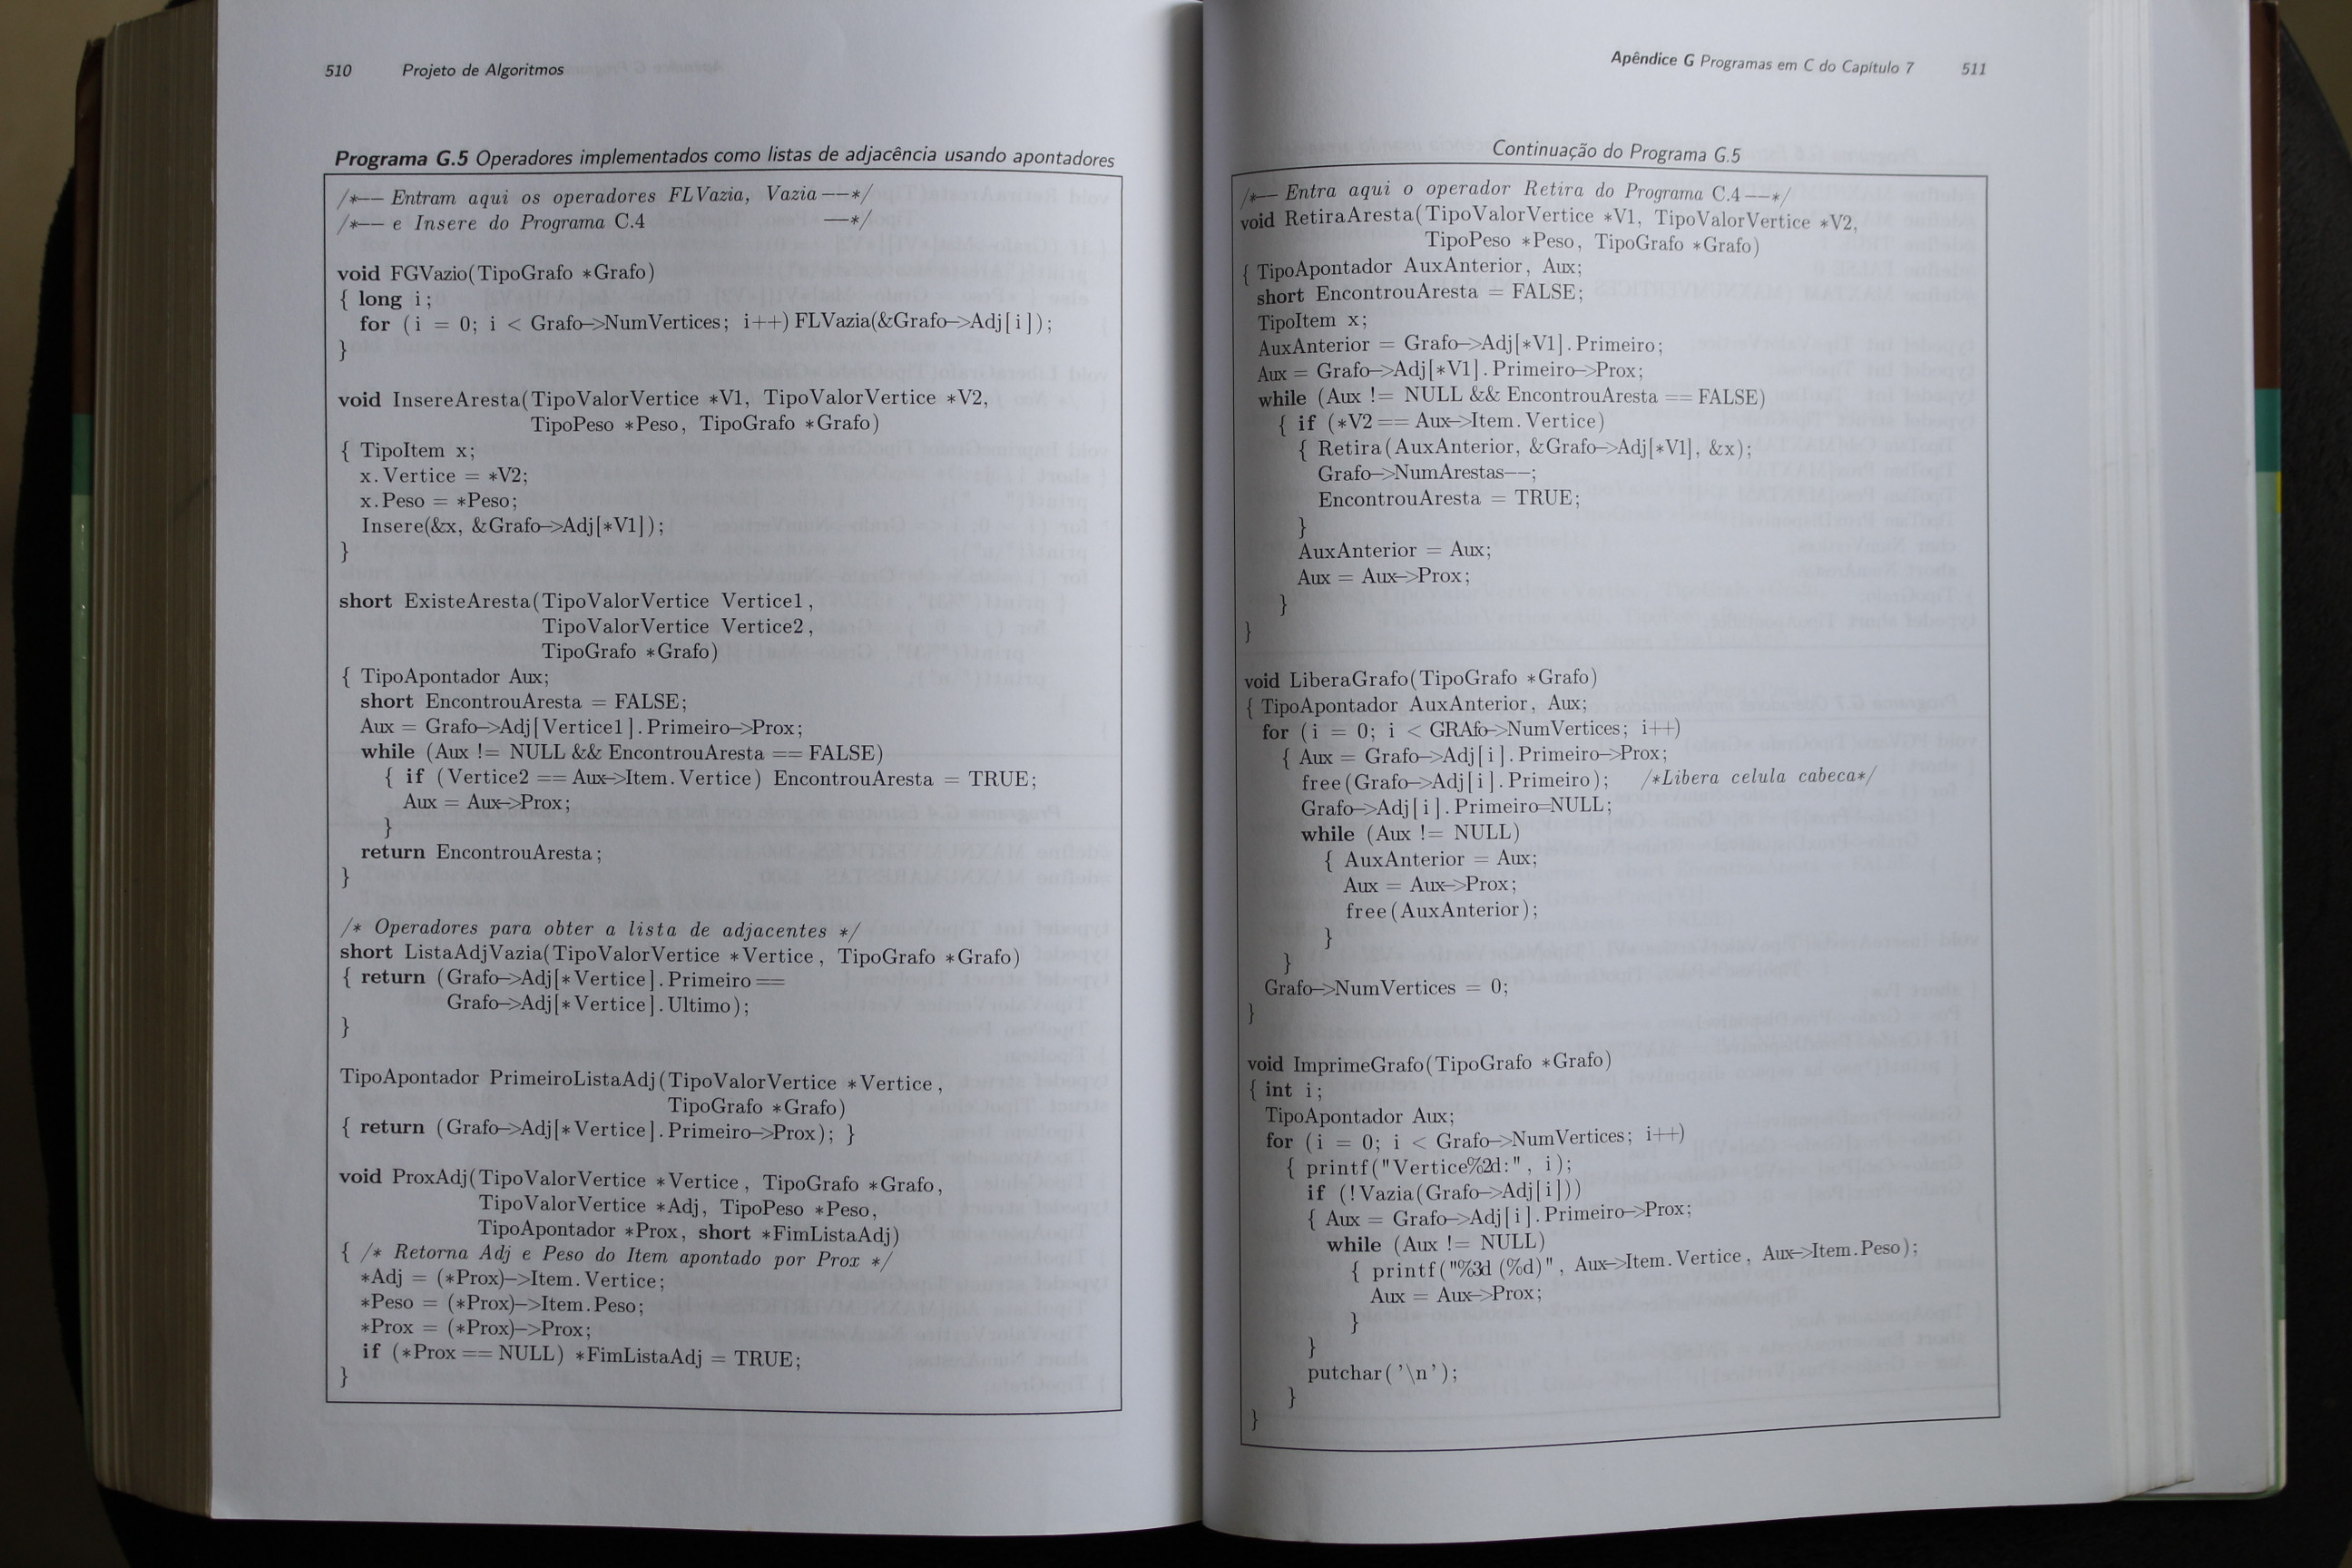 510 Projeto de Algoritmos
Programa G.5 Operadores implementados como listas de adjacência usando apontadores
/*–– Entram aqui os operadores FLVazia, Vazia––*/
/*–– e Insere do Programa C.4 ––*/
void FGVazio(TipoGrafo *Grafo)
{ long i;
for (i = 0; i < Grafo–>NumVertices; i++) FLVazia(&Grafo–>Adj[i]);
}
void InsereAresta(TipoValorVertice *V1, TipoValorVertice *V2,
TipoPeso *Peso, TipoGrafo *Grafo)
{ TipoItem x;
x.Vertice = *V2;
x.Peso = *Peso;
Insere(&x, &Grafo–>Adj[*V1]);
}
short ExisteAresta(TipoValorVertice Vertice1,
TipoValorVertice Vertice2,
TipoGrafo *Grafo)
{ TipoApontador Aux;
short EncontrouAresta = FALSE;
Aux = Grafo–>Adj[Vertice1].Primeiro–>Prox;
while (Aux != NULL && EncontrouAresta == FALSE)
{ if (Vertice2 == Aux–>Item.Vertice) EncontrouAresta = TRUE;
Aux = Aux–>Prox;
}
return EncontrouAresta;
}
/* Operadores para obter a lista de adjacentes */
short ListaAdjVazia(TipoValorVertice *Vertice, TipoGrafo *Grafo)
{ return (Grafo–>Adj[*Vertice].Primeiro ==
Grafo–>Adj[*Vertice].Ultimo);
}
TipoApontador PrimeiroListaAdj(TipoValorVertice *Vertice,
TipoGrafo *Grafo)
{ return (Grafo–>Adj[*Vertice].Primeiro–>Prox); }
void ProxAdj(TipoValorVertice *Vertice, TipoGrafo *Grafo,
TipoValorVertice *Adj, TipoPeso *Peso,
TipoApontador *Prox, short *FimListaAdj)
{ /* Retorna Adj e Peso do Item apontado por Prox */
*Adj = (*Prox)–>Item.Vertice;
*Peso = (*Prox)–>Item.Peso;
*Prox = (*Prox)–>Prox;
if (*Prox == NULL) *FimListaAdj = TRUE;
}
Apêndice G Programas em C do Capítulo 7 511
Continuação do Programa G.5
/*–– Entra aqui o operador Retira do Programa C.4––*/
void RetiraAresta(TipoValorVertice *V1, TipoValorVertice *V2,
TipoPeso *Peso, TipoGrafo *Grafo)
{ TipoApontador AuxAnterior, Aux;
short EncontrouAresta = FALSE;
TipoItem x;
AuxAnterior = Grafo–>Adj[*V1].Primeiro;
Aux = Grafo–>Adj[*V1].Primeiro–>Prox;
while (Aux != NULL && EncontrouAresta == FALSE)
{ if (*V2 == Aux–>Item.Vertice)
{ Retira(AuxAnterior, &Grafo–>Adj[*V1], &x);
Grafo–>NumArestas––;
EncontrouAresta = TRUE;
}
AuxAnterior = Aux;
Aux = Aux–>Prox;
}
}
void LiberaGrafo(TipoGrafo *Grafo)
{ TipoApontador AuxAnterior, Aux;
for (i = 0; i < GRAfo–>NumVertices; i++)
{ Aux = Grafo–>Adj[i].Primeiro–>Prox;
free(Grafo–>Adj[i].Primeiro); /*Libera celula cabeca*/
Grafo–>Adj[i].Primeiro=NULL;
while (Aux != NULL)
{ AuxAnterior = Aux;
Aux = Aux–>Prox;
free(AuxAnterior);
}
}
Grafo–>NumVertices = 0;
}
void ImprimeGrafo(TipoGrafo *Grafo)
{ int i;
TipoApontador Aux;
for (i = 0; i < Grafo–>NumVertices; i++)
{ printf("Vertice%2d:", i);
if (!Vazia(Grafo–>Adj[i]))
{ Aux = Grafo–>Adj[i].Primeiro–>Prox;
while (Aux != NULL)
{ printf("%3d (%d)", Aux–>Item.Vertice, Aux–>Item.Peso);
Aux = Aux–>Prox;
}
}
putchar('\n');
}
}